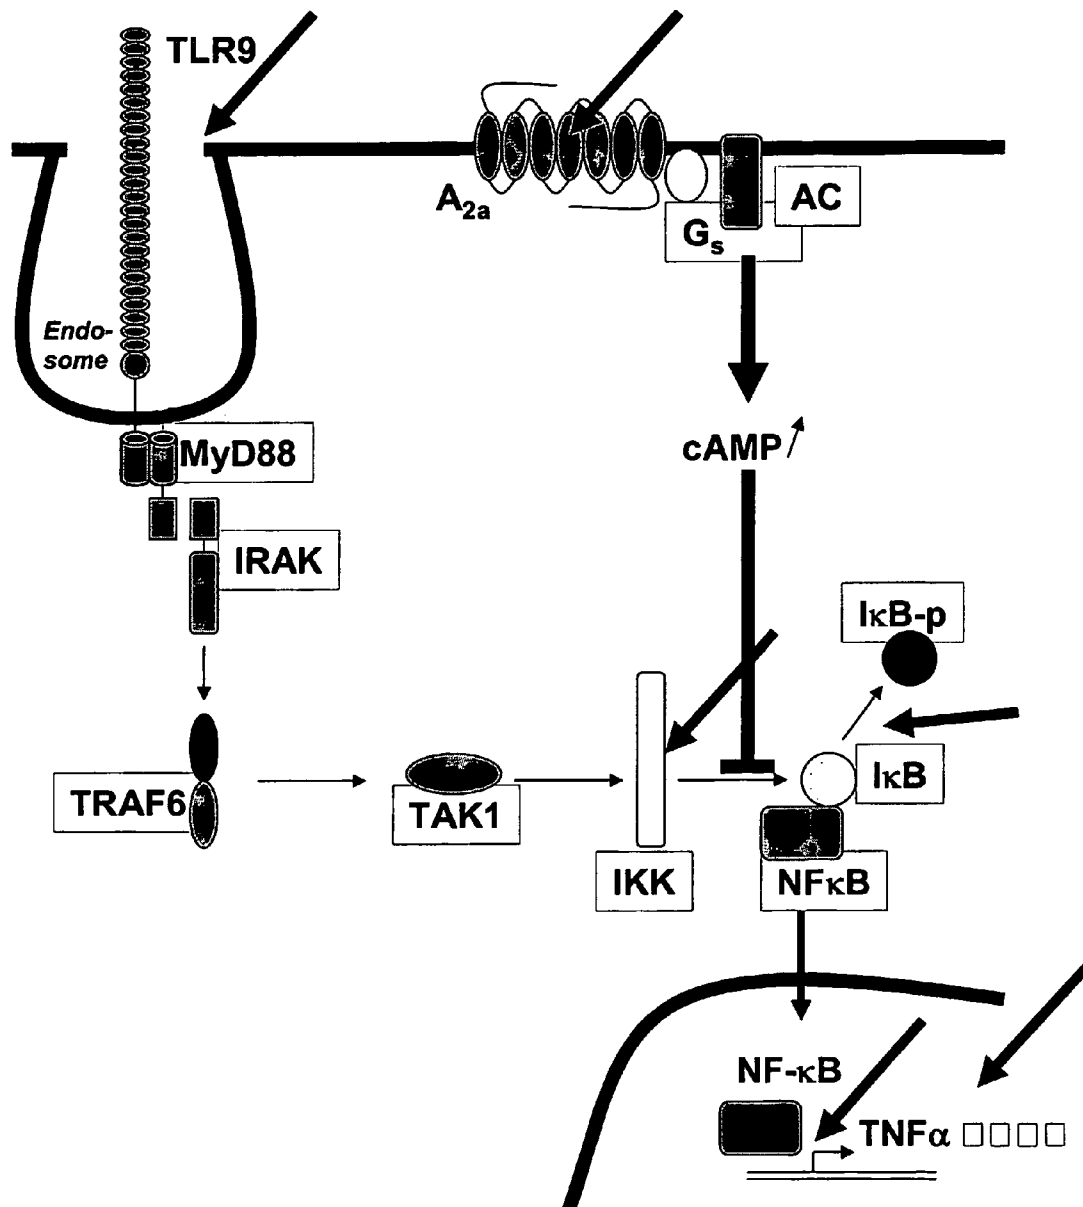 TLR9
A2a
AC
Gs
Endo-
some
cAMP
MyD88
IRAK
IκB-p
IκB
TRAF6
TAK1
IKK
NFκB
NF-κB
TNFα